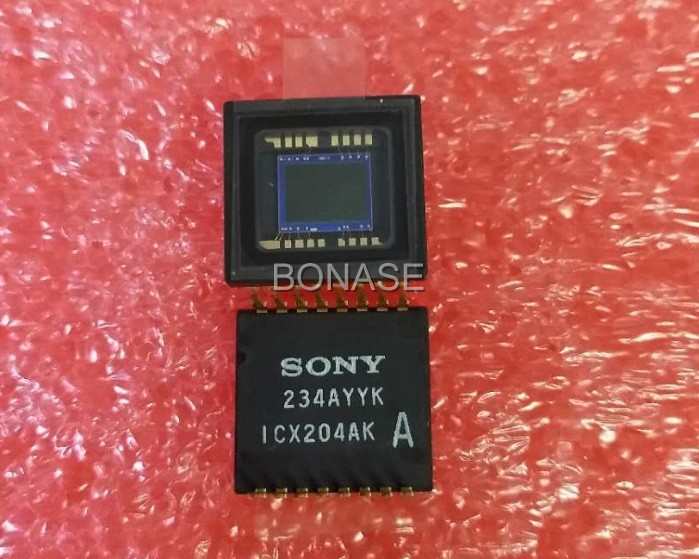 BONASE
SONY
234AYYK
ICX204AK A